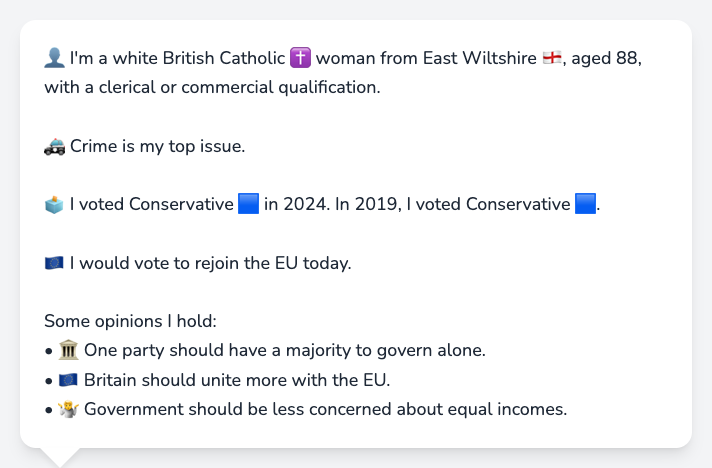 👤 I'm a white British Catholic ✝️ woman from East Wiltshire 🏴󠁧󠁢󠁥󠁮󠁧󠁿, aged 88,
with a clerical or commercial qualification.
🚓 Crime is my top issue.
🗳️ I voted Conservative 🟦 in 2024. In 2019, I voted Conservative 🟦.
🇪🇺 I would vote to rejoin the EU today.
Some opinions I hold:
• 🏛️ One party should have a majority to govern alone.
• 🇪🇺 Britain should unite more with the EU.
• 🤷 Government should be less concerned about equal incomes.